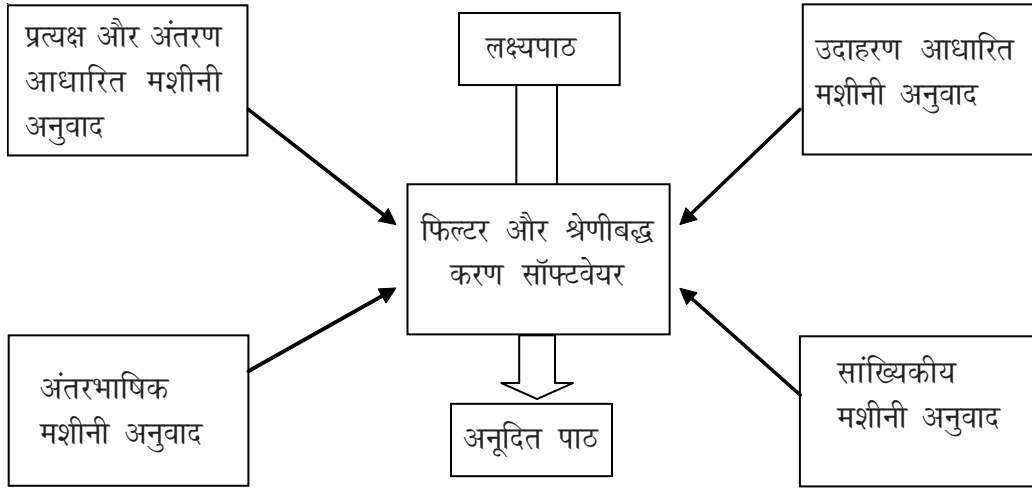 प्रत्यक्ष और अंतरण
आधारित मशीनी
अनुवाद
लक्ष्यपाठ
उदाहरण आधारित
मशीनी अनुवाद
फिल्टर और श्रेणीबद्ध
करण सॉफ्टवेयर
अंतरभाषिक
मशीनी अनुवाद
अनूदित पाठ
सांख्यिकीय
मशीनी अनुवाद